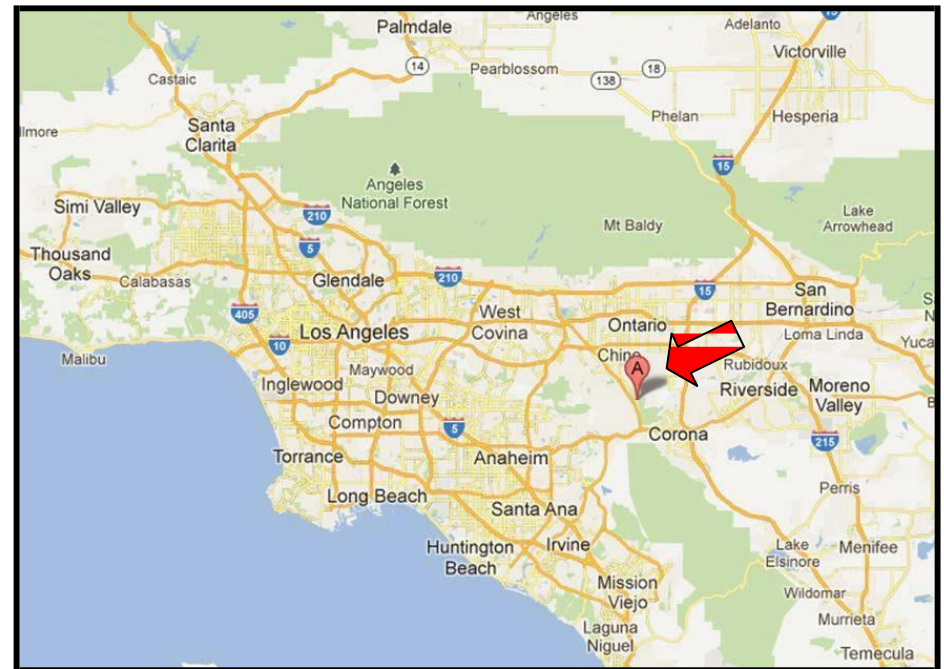 Palmdale
Angeles
Adelanto
15
Victorville
14
Pearblossom
138
18
Castaic
Phelan
Hesperia
llmore
Santa
Clarita
15
Angeles
National Forest
Simi Valley
210
Mt Baldy
Lake
Arrowhead
5
Thousand
Oaks
Calabasas
Glendale
210
15
San
Bernardino
405
West
Covina
Los Angeles
Ontario
Loma Linda
Yuca
10
Chino
Malibu
Maywood
A
Rubidoux
Inglewood
Downey
Riverside
Moreno
Valley
Compton
5
Corona
215
Torrance
Anaheim
Long Beach
Perris
Santa Ana
Huntington
Beach
Irvine
Lake
Elsinore
Menifee
Mission
Viejo
Wildomar
Laguna
Niguel
Murrieta
Temecula